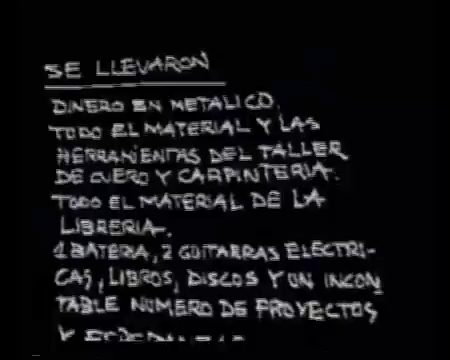 SE LLEVARON
DINERO EN METALICO.
TODO EL MATERIAL Y LAS
HERRAMIENTAS DEL TALLER
DE CUERO Y CARPINTERIA.
TODO EL MATERIAL DE LA
LIBRERIA.
1 BATERIA, 2 GUITARRAS ELECTRI-
CAS, LIBROS, DISCOS Y UN INCON
TABLE NUMERO DE PROYECTOS
Y